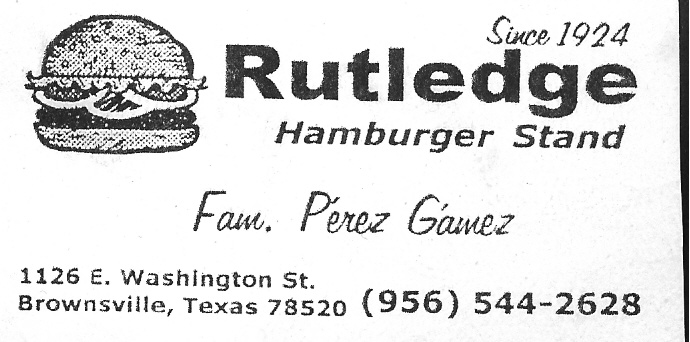 Since 1924
Rutledge
Hamburger Stand
Fam. Pérez Gámez
1126 E. Washington St.
Brownsville, Texas 78520 (956) 544-2628